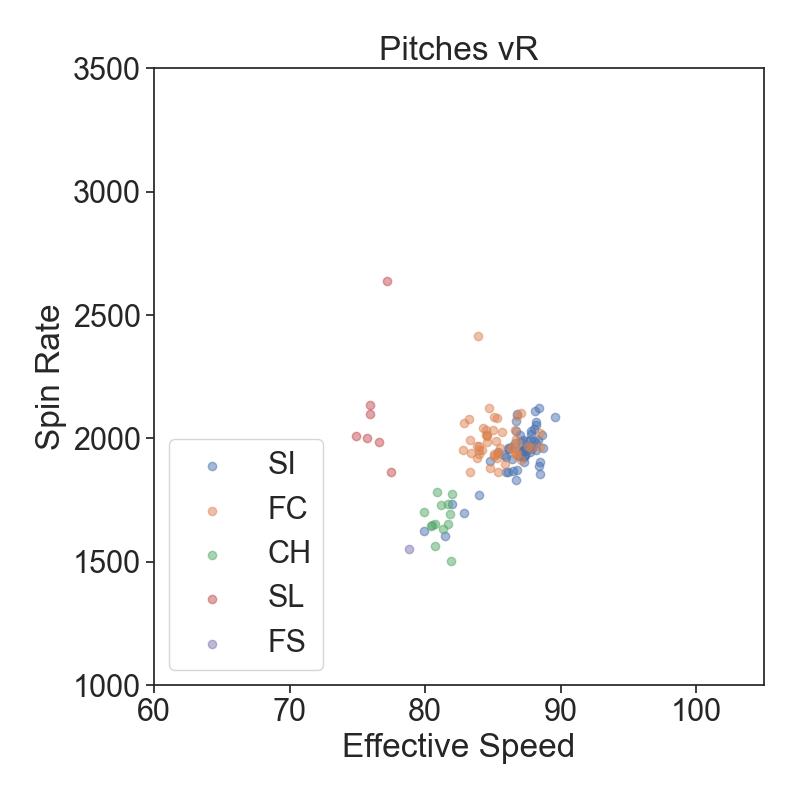 Pitches vR
3500
3000
2500
2000
1500
1000
Spin Rate
SI
FC
CH
SL
FS
60 70 80 90 100
Effective Speed